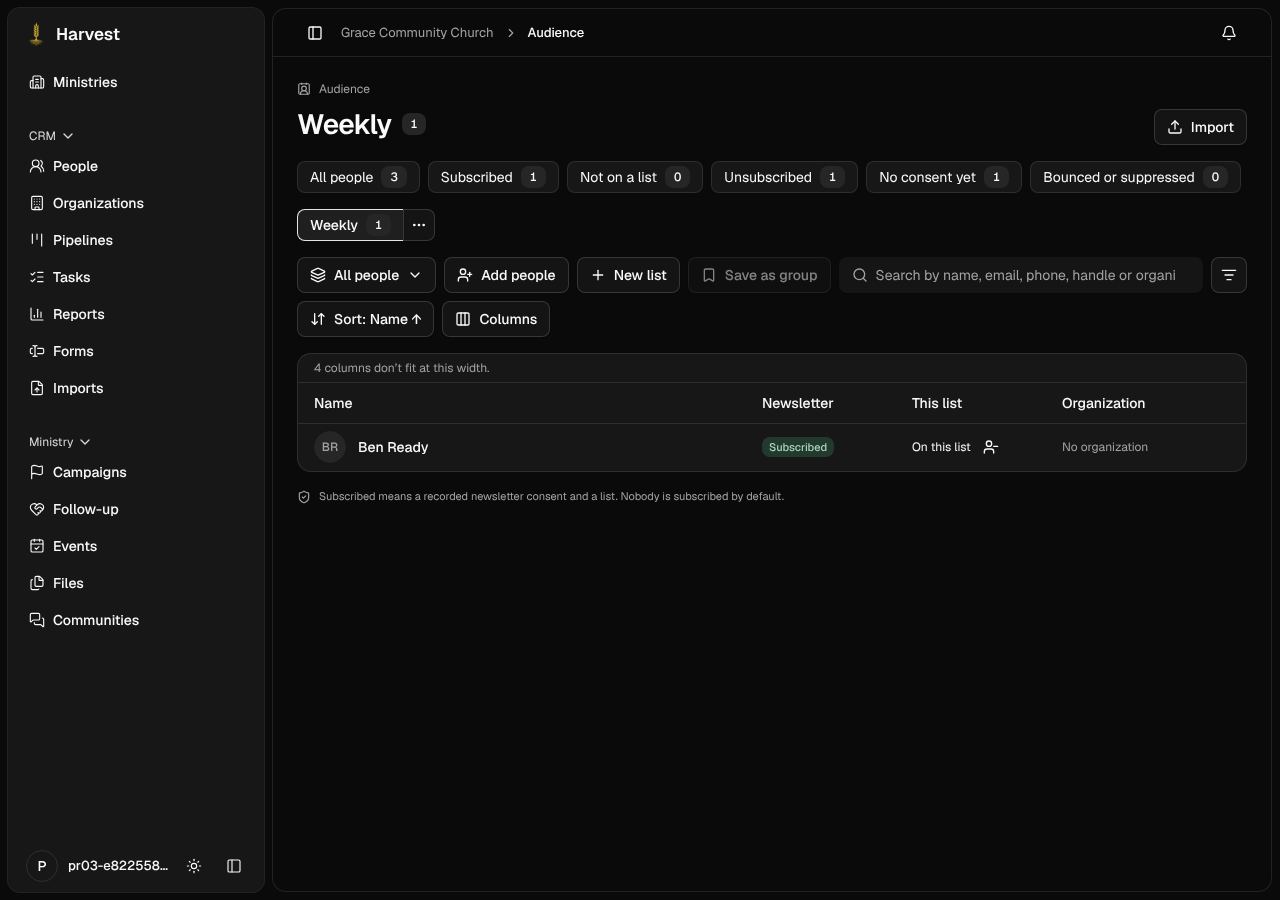 Harvest
Ministries
CRM
People
Organizations
Pipelines
Tasks
Reports
Forms
Imports
Ministry
Campaigns
Follow-up
Events
Files
Communities
P pr03-e822558...
Grace Community Church > Audience
Audience
Weekly 1
Import
All people 3 Subscribed 1 Not on a list 0 Unsubscribed 1 No consent yet 1 Bounced or suppressed 0
Weekly 1 ...
All people Add people New list Save as group Search by name, email, phone, handle or organi
Sort: Name ↑ Columns
4 columns don't fit at this width.
Name Newsletter This list Organization
BR Ben Ready Subscribed On this list No organization
Subscribed means a recorded newsletter consent and a list. Nobody is subscribed by default.